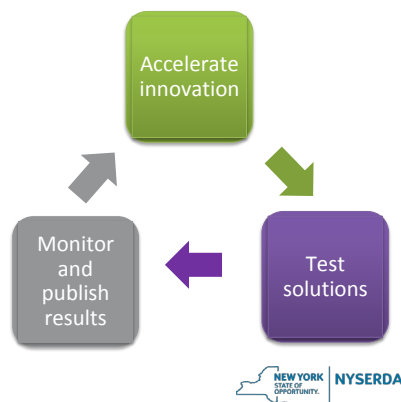 Accelerate
innovation
Test
solutions
Monitor
and
publish
results
NEW YORK
STATE OF
OPPORTUNITY.
NYSERDA